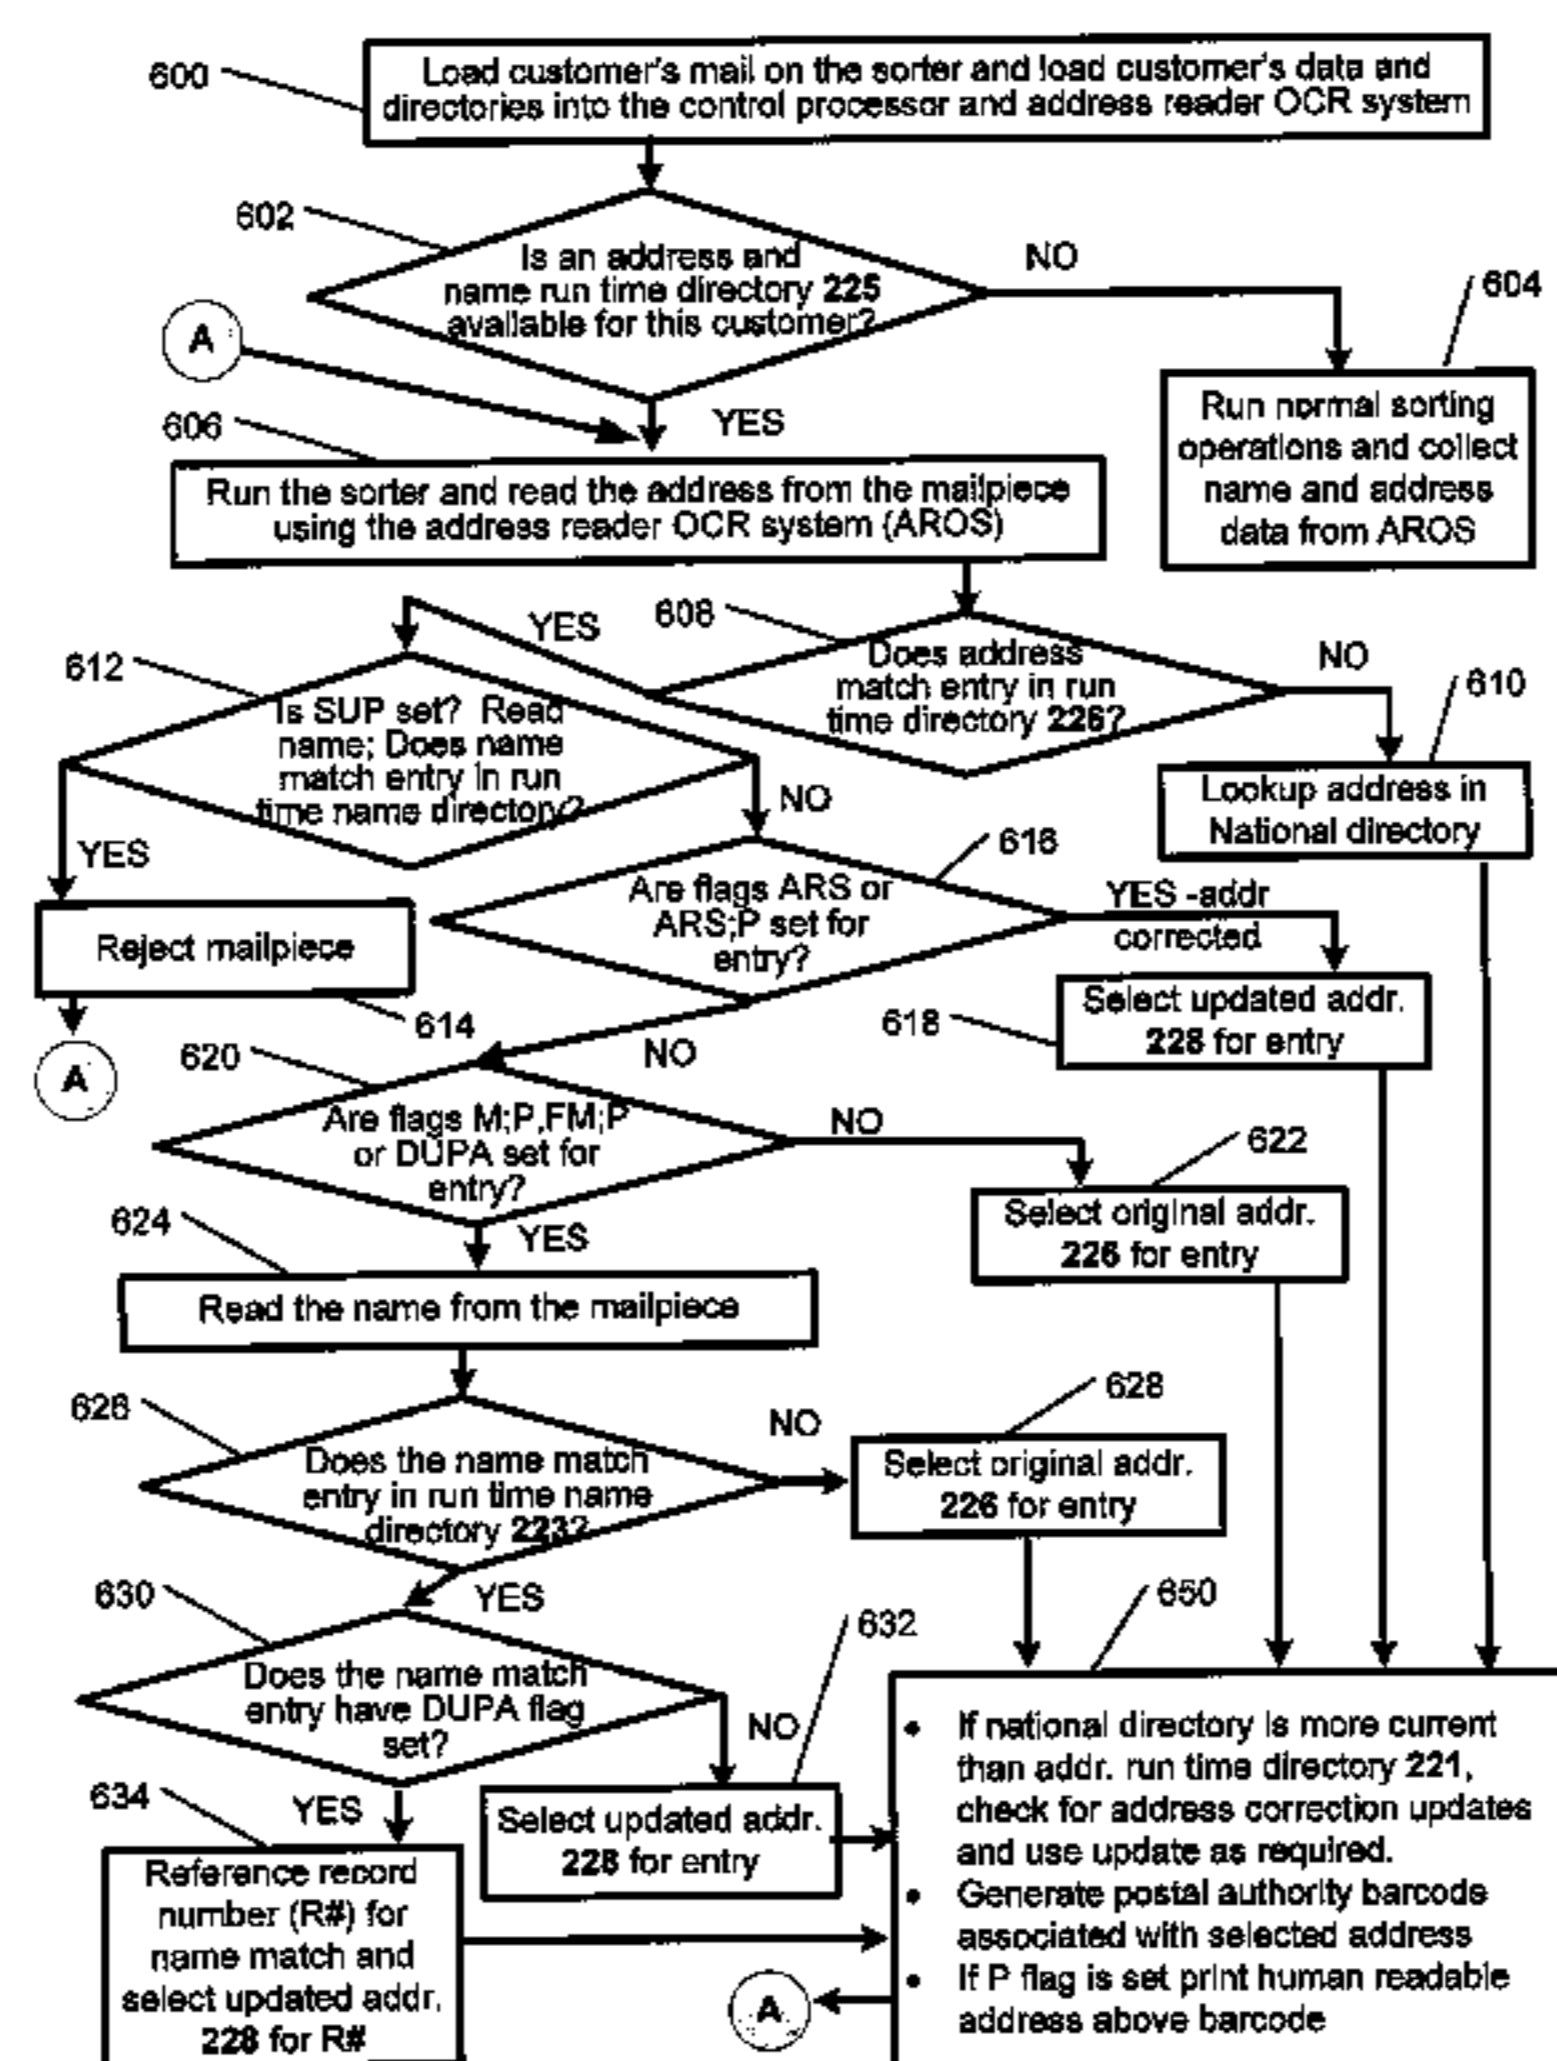 600
Load customer's mail on the sorter and load customer's data and
directories into the control processor and address reader OCR system
602
Is an address and
name run time directory 225
available for this customer?
NO
604
A
YES
Run normal sorting
operations and collect
name and address
data from AROS
606
Run the sorter and read the address from the mailpiece
using the address reader OCR system (AROS)
608
YES
Does address
match entry in run
time directory 226?
NO
610
612
Is SUP set? Read
name; Does name
match entry in run
time name directory?
NO
YES
Lookup address in
National directory
616
Are flags ARS or
ARS;P set for
entry?
YES -addr
corrected
Reject mailpiece
614
A
618
Select updated addr.
228 for entry
NO
620
Are flags M;P,FM;P
or DUPA set for
entry?
NO
622
Select original addr.
226 for entry
YES
624
Read the name from the mailpiece
626
Does the name match
entry in run time name
directory 223?
NO
628
Select original addr.
226 for entry
YES
630
Does the name match
entry have DUPA flag
set?
NO
632
Select updated addr.
228 for entry
YES
634
Reference record
number (R#) for
name match and
select updated addr.
228 for R#
650
• If national directory is more current
than addr. run time directory 221,
check for address correction updates
and use update as required.
• Generate postal authority barcode
associated with selected address
• If P flag is set print human readable
address above barcode
A